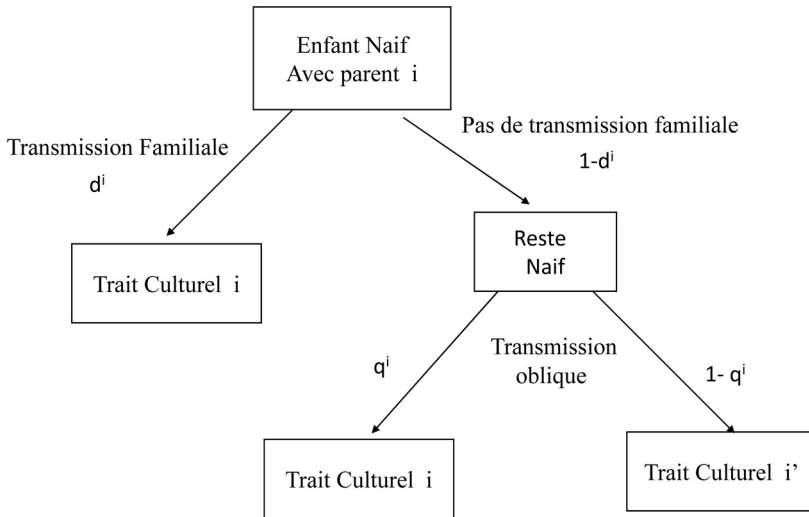 Enfant Naif
Avec parent i
Transmission Familiale
dⁱ
Pas de transmission familiale
1-dⁱ
Trait Culturel i
Reste
Naif
qⁱ
Transmission
oblique
1- qⁱ
Trait Culturel i
Trait Culturel i’